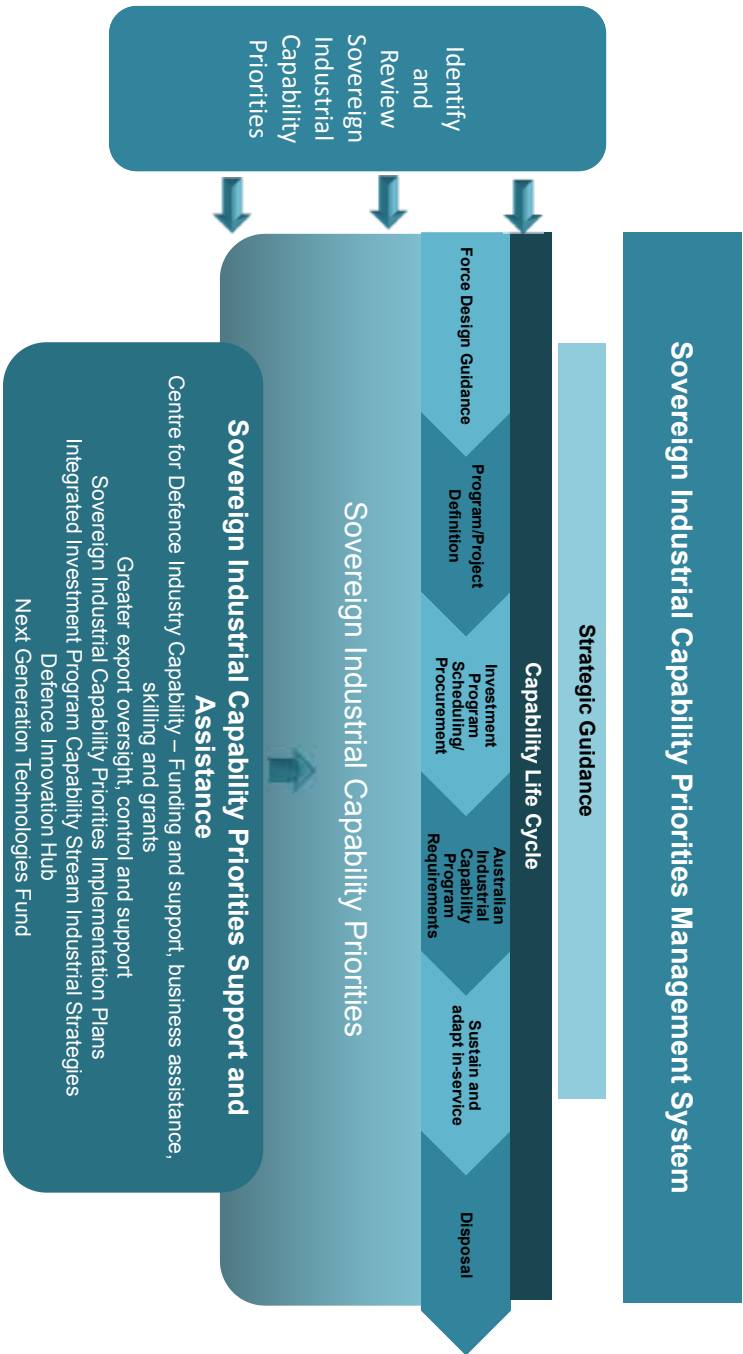 Sovereign Industrial Capability Priorities Management System
Identify
and
Review
Sovereign
Industrial
Capability
Priorities
Strategic Guidance
Capability Life Cycle
Force Design Guidance
Program/Project
Definition
Investment
Program
Scheduling/
Procurement
Australian
Industrial
Capability
Program
Requirements
Sustain and
adapt in-service
Disposal
Sovereign Industrial Capability Priorities
Sovereign Industrial Capability Priorities Support and
Assistance
Centre for Defence Industry Capability – Funding and support, business assistance,
skilling and grants
Greater export oversight, control and support
Sovereign Industrial Capability Priorities Implementation Plans
Integrated Investment Program Capability Stream Industrial Strategies
Defence Innovation Hub
Next Generation Technologies Fund